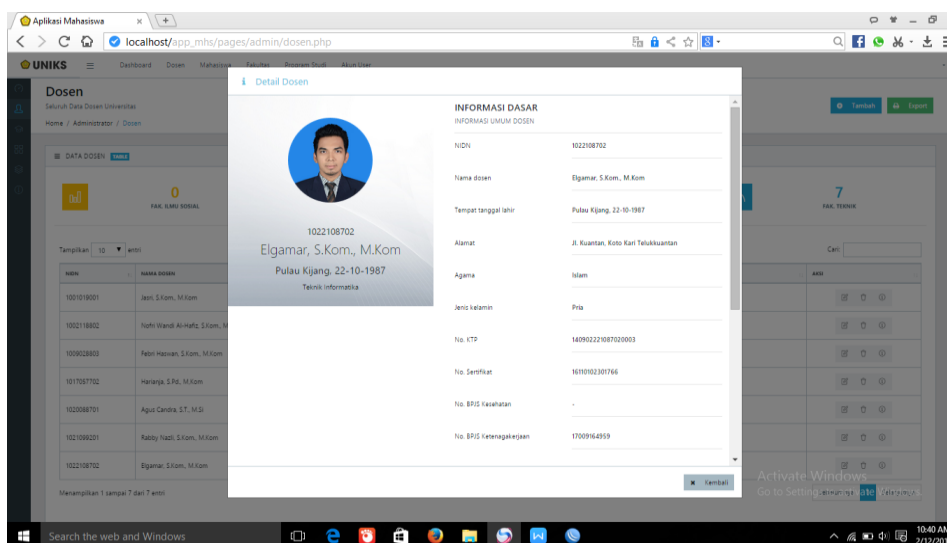 Aplikasi Mahasiswa
localhost/app_mhs/pages/admin/dosen.php
UNIKS
Dashboard Dosen Mahasiswa Fakultas Program Studi Akun User
Dosen
Seluruh Data Dosen Universitas
Home / Administrator / Dosen
Tambah
Export
DATA DOSEN TABLE
0
FAK. ILMU SOSIAL
7
FAK. TEKNIK
Tampilkan 10 entri
Cari:
NIDN NAMA DOSEN AKSI
1001019001 Jasri, S.Kom., M.Kom
1002118802 Nofri Wandi Al-Hafiz, S.Kom., M
1009028803 Febri Haswan, S.Kom., M.Kom
1017057702 Harianja, S.Pd., M.Kom
1020088701 Agus Candra, S.T., M.Si
1021099201 Rabby Nazli, S.Kom., M.Kom
1022108702 Elgamar, S.Kom., M.Kom
Menampilkan 1 sampai 7 dari 7 entri
Detail Dosen
1022108702
Elgamar, S.Kom., M.Kom
Pulau Kijang, 22-10-1987
Teknik Informatika
INFORMASI DASAR
INFORMASI UMUM DOSEN
NIDN 1022108702
Nama dosen Elgamar, S.Kom., M.Kom
Tempat tanggal lahir Pulau Kijang, 22-10-1987
Alamat Jl. Kuantan, Koto Kari Telukkuantan
Agama Islam
Jenis kelamin Pria
No. KTP 140902221087020003
No. Sertifikat 16110102301766
No. BPJS Kesehatan -
No. BPJS Ketenagakerjaan 17009164959
Kembali
Activate Windows
Go to Settings to activate Windows.
Search the web and Windows
10:40 AM
2/12/20